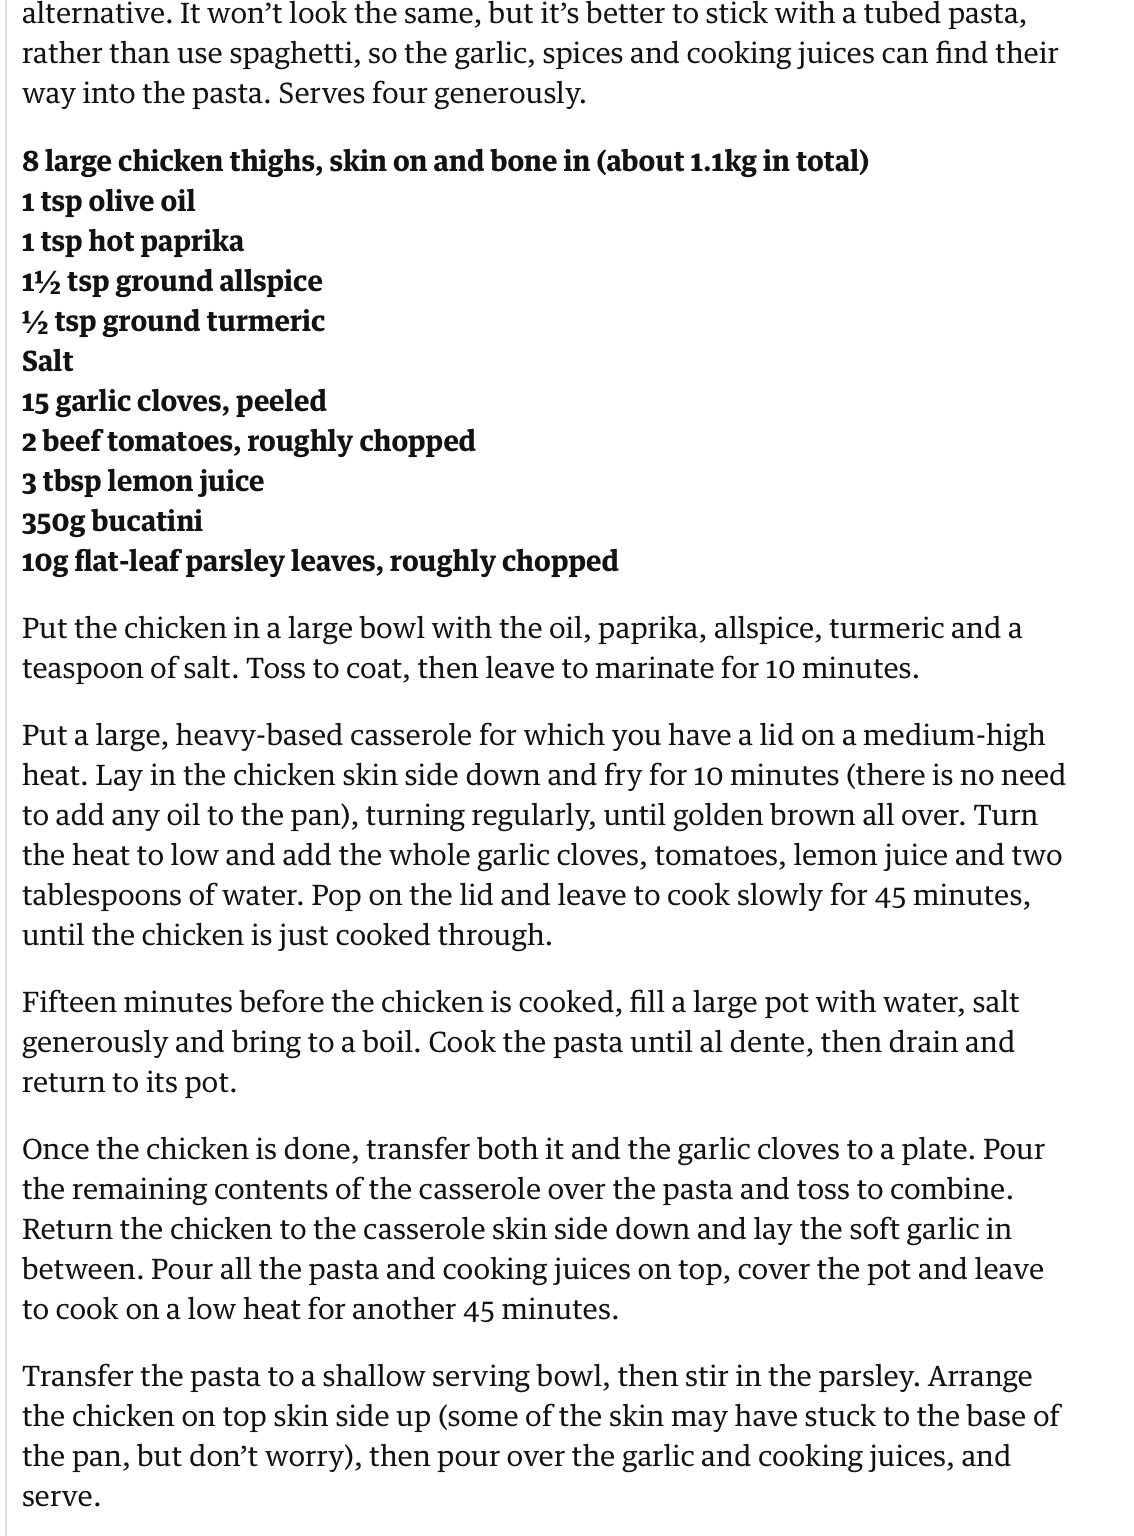 alternative. It won’t look the same, but it’s better to stick with a tubed pasta,
rather than use spaghetti, so the garlic, spices and cooking juices can find their
way into the pasta. Serves four generously.
8 large chicken thighs, skin on and bone in (about 1.1kg in total)
1 tsp olive oil
1 tsp hot paprika
1½ tsp ground allspice
½ tsp ground turmeric
Salt
15 garlic cloves, peeled
2 beef tomatoes, roughly chopped
3 tbsp lemon juice
350g bucatini
10g flat-leaf parsley leaves, roughly chopped
Put the chicken in a large bowl with the oil, paprika, allspice, turmeric and a
teaspoon of salt. Toss to coat, then leave to marinate for 10 minutes.
Put a large, heavy-based casserole for which you have a lid on a medium-high
heat. Lay in the chicken skin side down and fry for 10 minutes (there is no need
to add any oil to the pan), turning regularly, until golden brown all over. Turn
the heat to low and add the whole garlic cloves, tomatoes, lemon juice and two
tablespoons of water. Pop on the lid and leave to cook slowly for 45 minutes,
until the chicken is just cooked through.
Fifteen minutes before the chicken is cooked, fill a large pot with water, salt
generously and bring to a boil. Cook the pasta until al dente, then drain and
return to its pot.
Once the chicken is done, transfer both it and the garlic cloves to a plate. Pour
the remaining contents of the casserole over the pasta and toss to combine.
Return the chicken to the casserole skin side down and lay the soft garlic in
between. Pour all the pasta and cooking juices on top, cover the pot and leave
to cook on a low heat for another 45 minutes.
Transfer the pasta to a shallow serving bowl, then stir in the parsley. Arrange
the chicken on top skin side up (some of the skin may have stuck to the base of
the pan, but don’t worry), then pour over the garlic and cooking juices, and
serve.